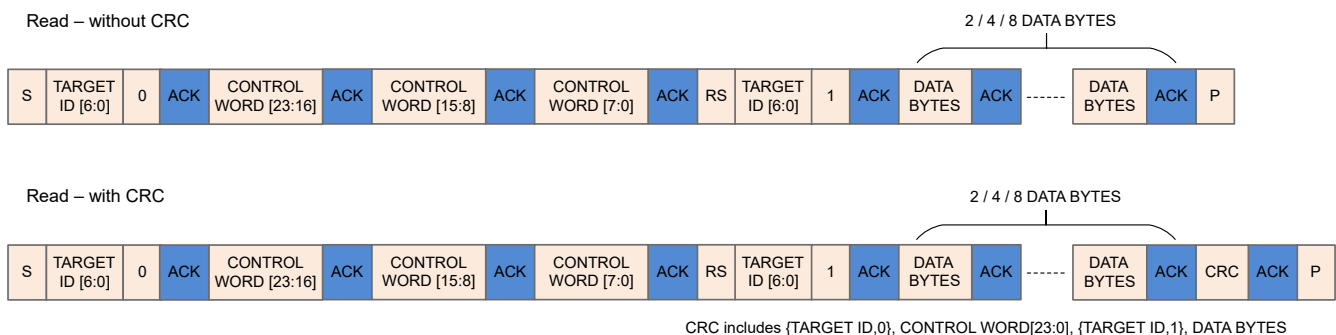 Read – without CRC
2 / 4 / 8 DATA BYTES
S TARGET ID [6:0] 0 ACK CONTROL WORD [23:16] ACK CONTROL WORD [15:8] ACK CONTROL WORD [7:0] ACK RS TARGET ID [6:0] 1 ACK DATA BYTES ACK ------ DATA BYTES ACK P
Read – with CRC
2 / 4 / 8 DATA BYTES
S TARGET ID [6:0] 0 ACK CONTROL WORD [23:16] ACK CONTROL WORD [15:8] ACK CONTROL WORD [7:0] ACK RS TARGET ID [6:0] 1 ACK DATA BYTES ACK ------ DATA BYTES ACK CRC ACK P
CRC includes {TARGET ID,0}, CONTROL WORD[23:0], {TARGET ID,1}, DATA BYTES